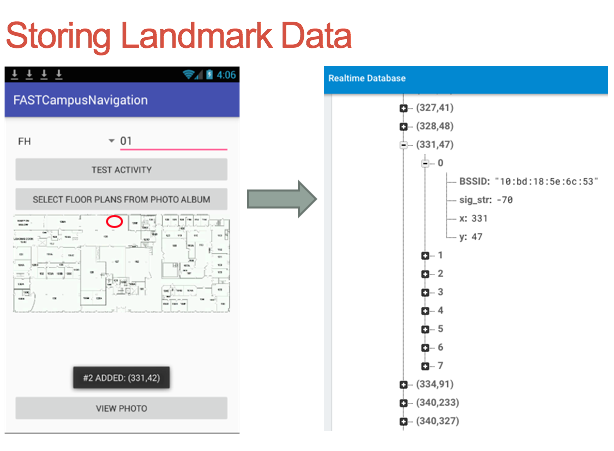 Storing Landmark Data
4:06
FASTCampusNavigation
FH
01
TEST ACTIVITY
SELECT FLOOR PLANS FROM PHOTO ALBUM
#2 ADDED: (331,42)
VIEW PHOTO
Realtime Database
(327,41)
(328,48)
(331,47)
0
BSSID: "10:bd:18:5e:6c:53"
sig_str: -70
x: 331
y: 47
1
2
3
4
5
6
7
(334,91)
(340,233)
(340,327)